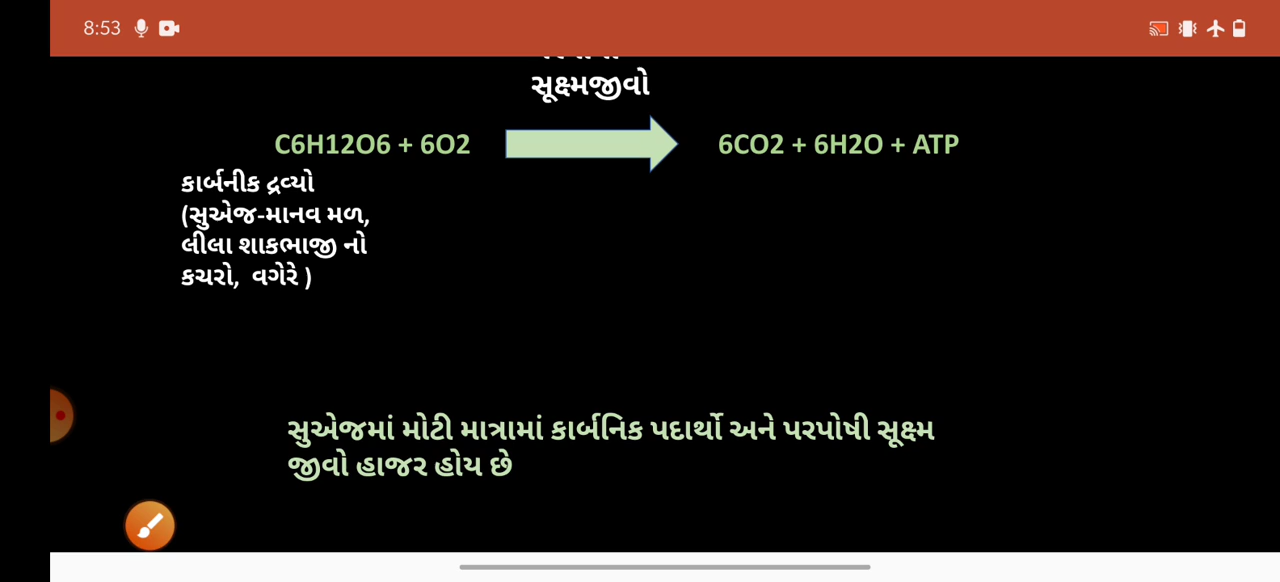 8:53
સૂક્ષ્મજીવો
C6H12O6 + 6O2
6CO2 + 6H2O + ATP
કાર્બનીક દ્રવ્યો
(સુએજ-માનવ મળ,
લીલા શાકભાજી નો
કચરો, વગેરે )
સુએજમાં મોટી માત્રામાં કાર્બનિક પદાર્થો અને પરપોષી સૂક્ષ્મ
જીવો હાજર હોય છે